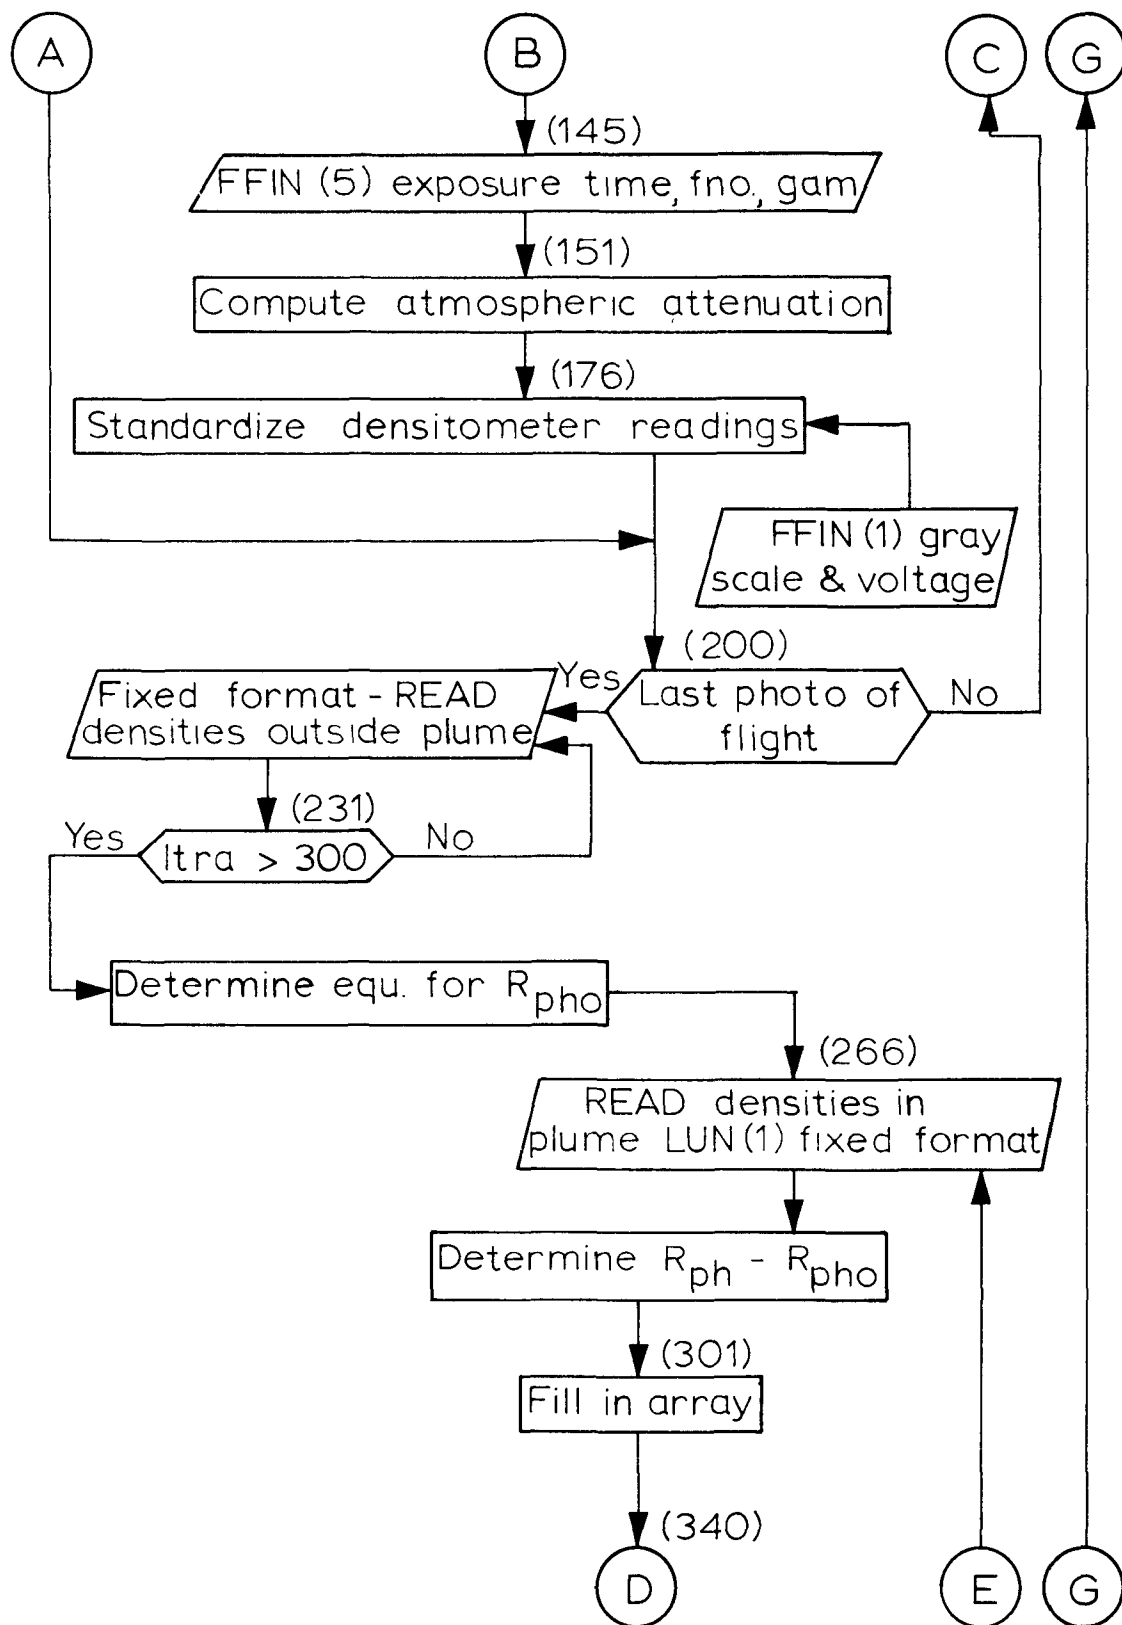 A
B
C
G
(145)
FFIN (5) exposure time, fno., gam
(151)
Compute atmospheric attenuation
(176)
Standardize densitometer readings
FFIN (1) gray
scale & voltage
(200)
Last photo of
flight
Yes
No
Fixed format - READ
densities outside plume
(231)
Itra > 300
Yes
No
Determine equ. for Rpho
(266)
READ densities in
plume LUN (1) fixed format
Determine Rph - Rpho
(301)
Fill in array
(340)
D
E
G